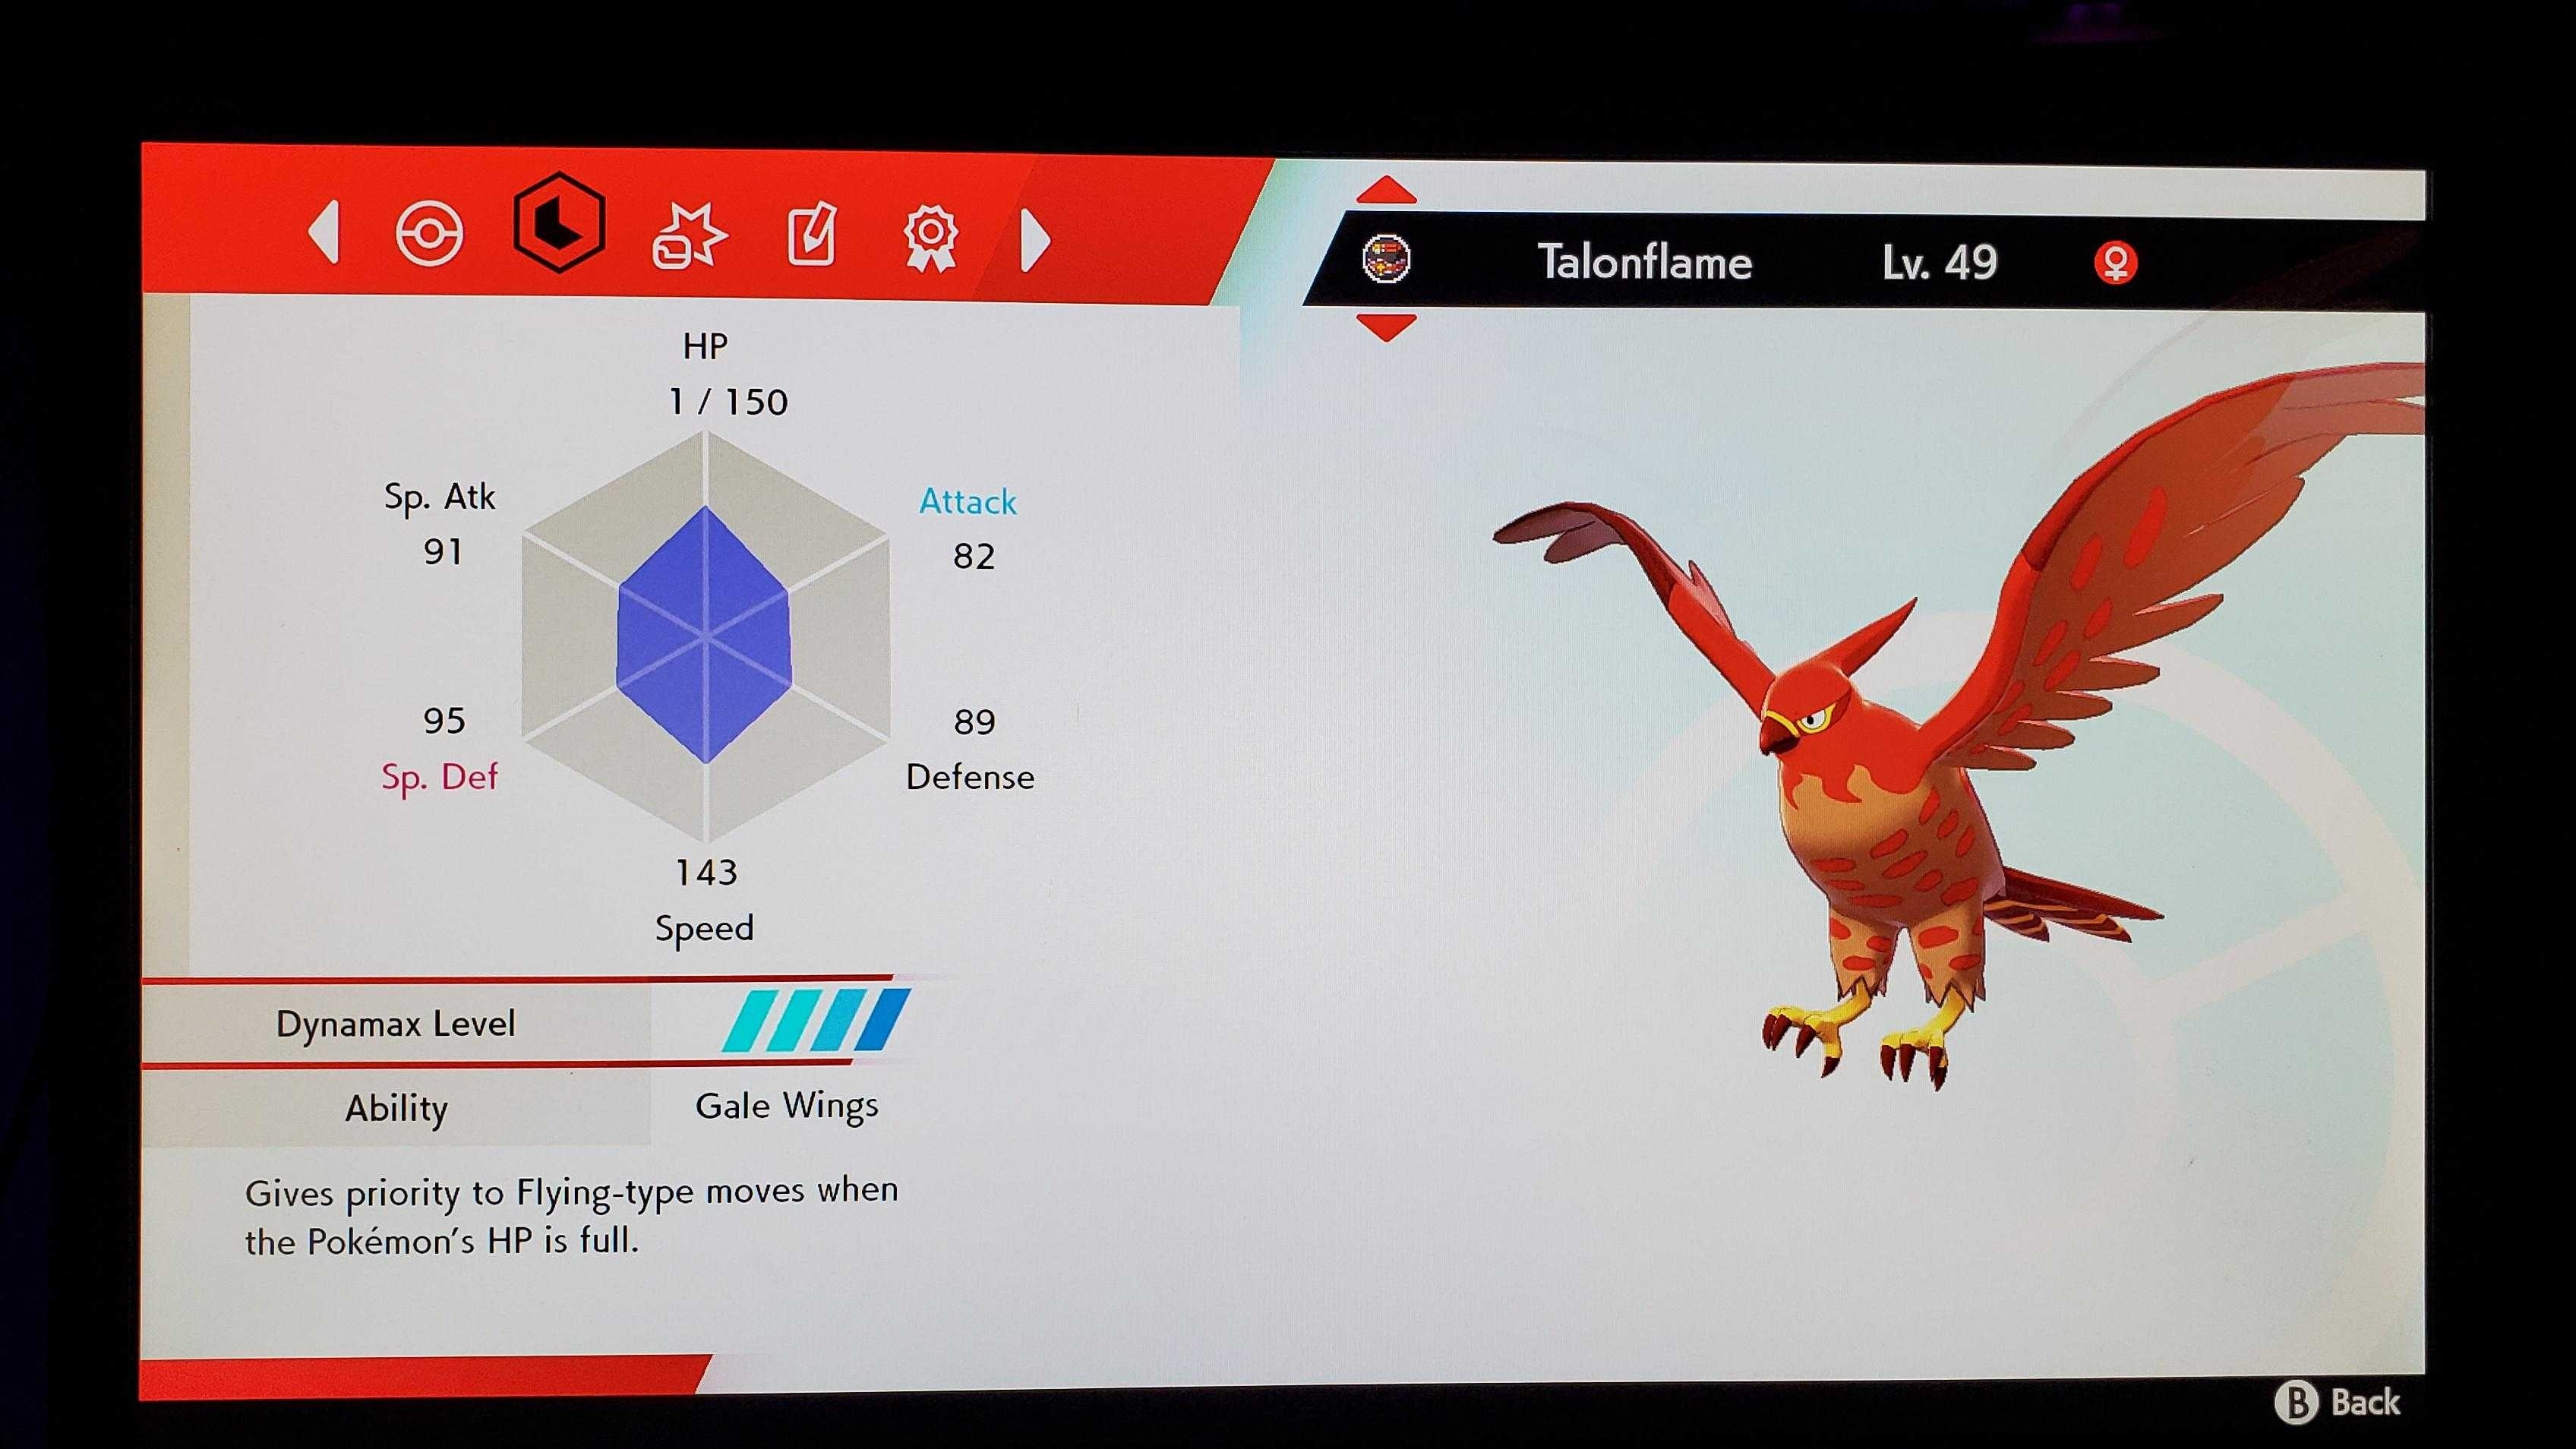 Talonflame Lv. 49 ♀
HP
1 / 150
Sp. Atk
91
Attack
82
95
Sp. Def
89
Defense
143
Speed
Dynamax Level
Ability Gale Wings
Gives priority to Flying-type moves when
the Pokémon's HP is full.
B Back